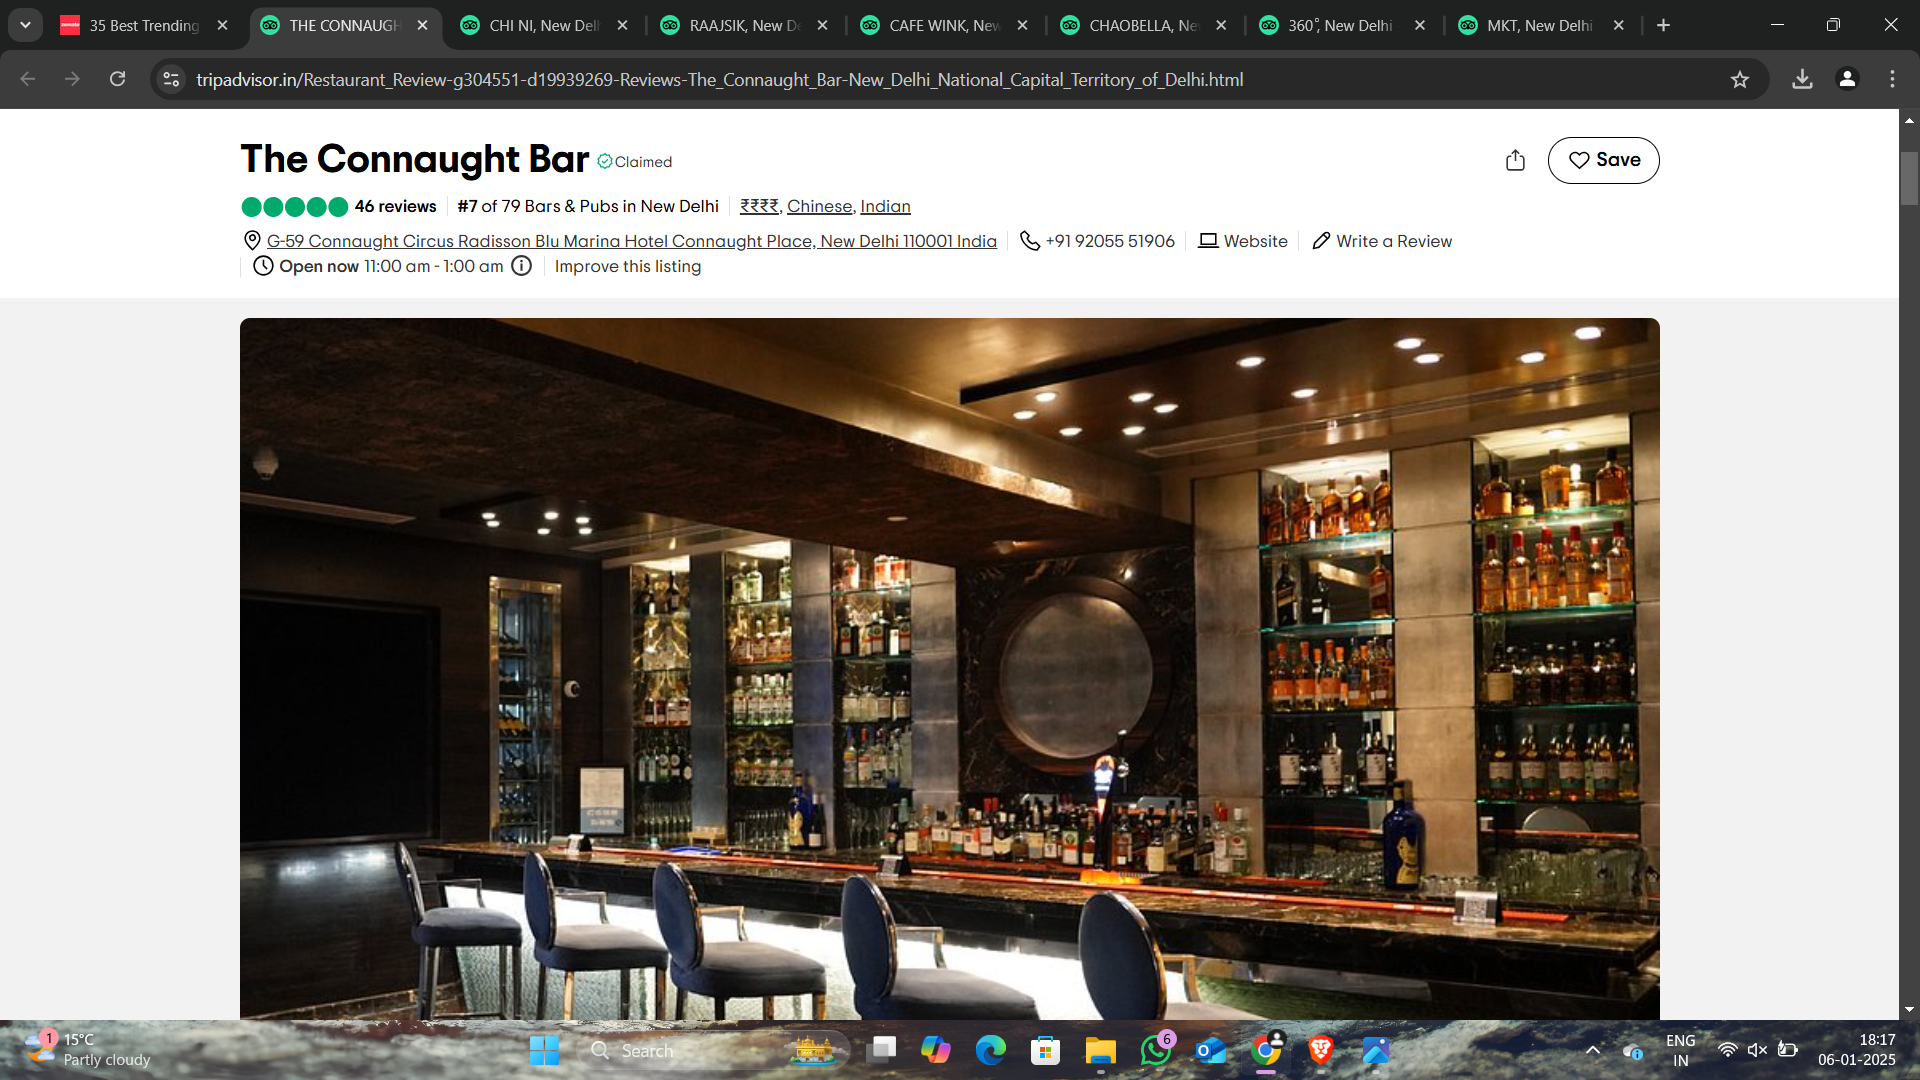 35 Best Trending
THE CONNAUGH
CHI NI, New Delh
RAAJSIK, New De
CAFE WINK, New
CHAOBELLA, Ne
360°, New Delhi
MKT, New Delhi
tripadvisor.in/Restaurant_Review-g304551-d19939269-Reviews-The_Connaught_Bar-New_Delhi_National_Capital_Territory_of_Delhi.html
The Connaught Bar Claimed
Save
46 reviews #7 of 79 Bars & Pubs in New Delhi ₹₹₹₹, Chinese, Indian
G-59 Connaught Circus Radisson Blu Marina Hotel Connaught Place, New Delhi 110001 India +91 92055 51906 Website Write a Review
Open now 11:00 am - 1:00 am Improve this listing
1
15°C
Partly cloudy
Search
6
ENG
IN
18:17
06-01-2025